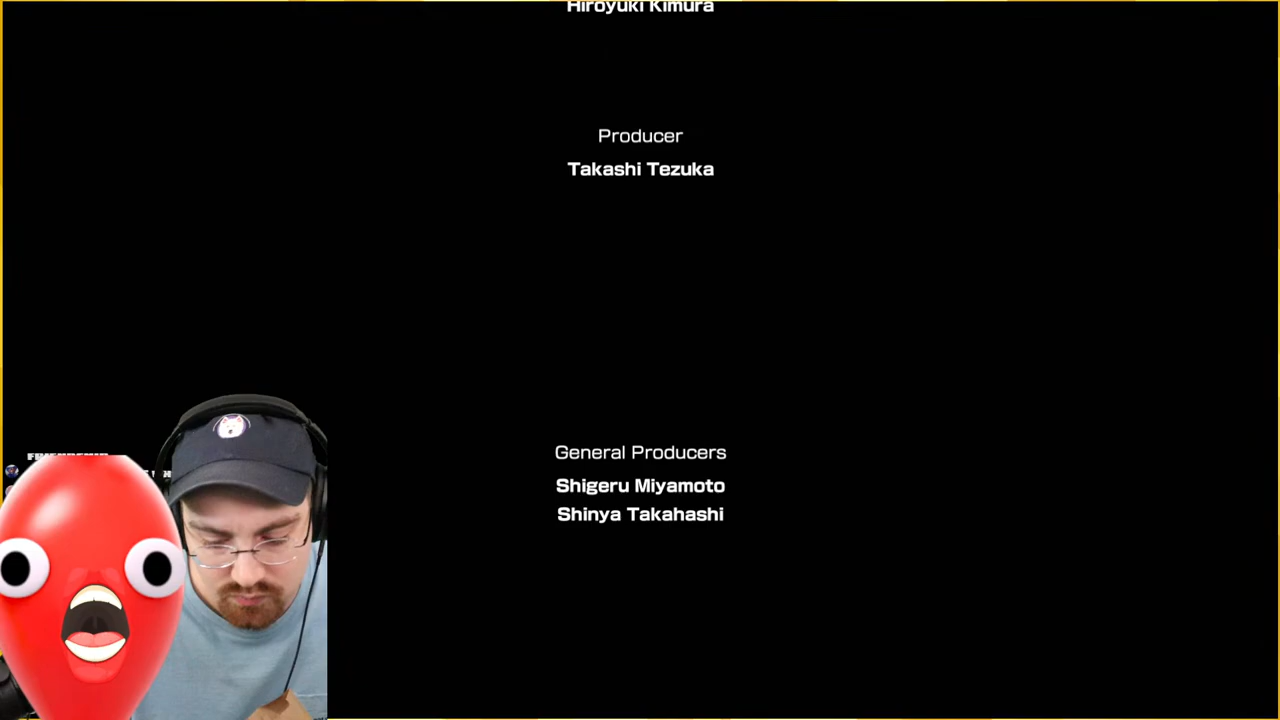 Hiroyuki Kimura
Producer
Takashi Tezuka
General Producers
Shigeru Miyamoto
Shinya Takahashi